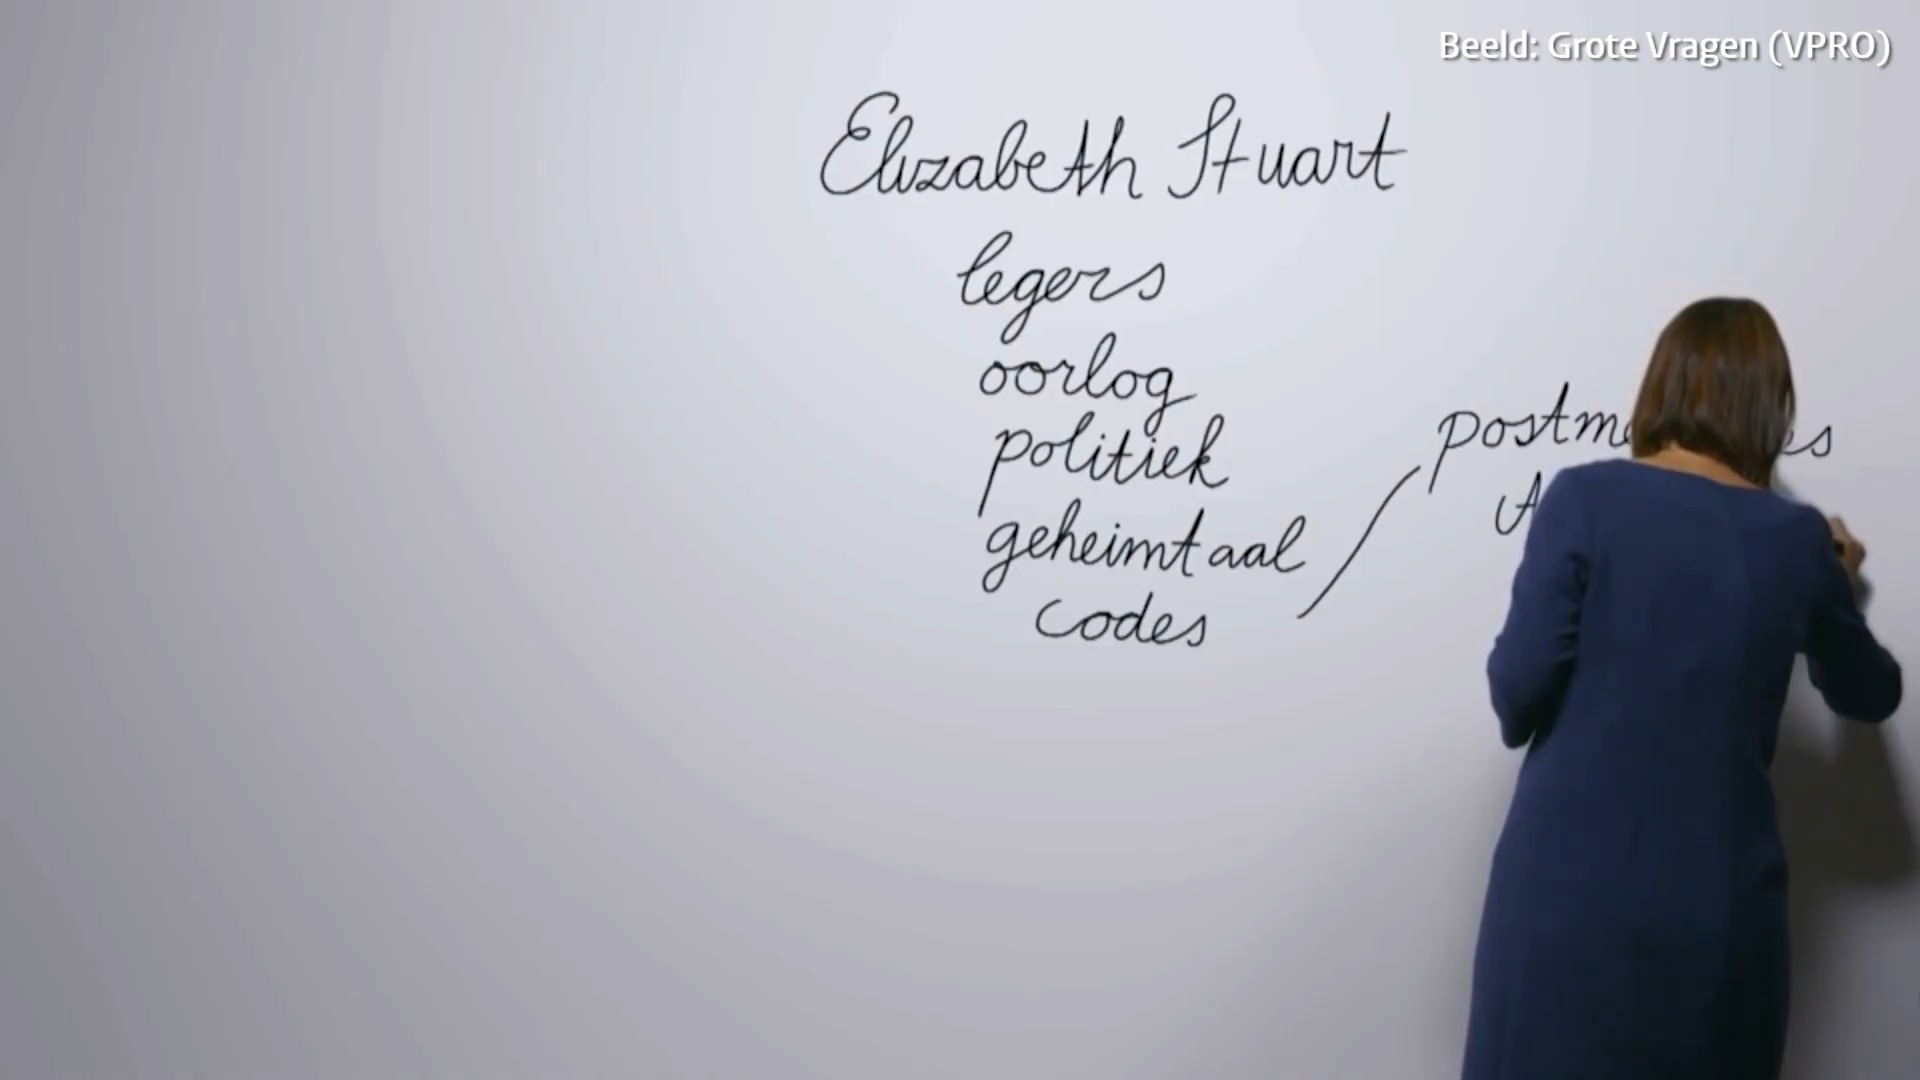 Beeld: Grote Vragen (VPRO)
Elizabeth Stuart
legers
oorlog
politiek
geheimtaal
codes